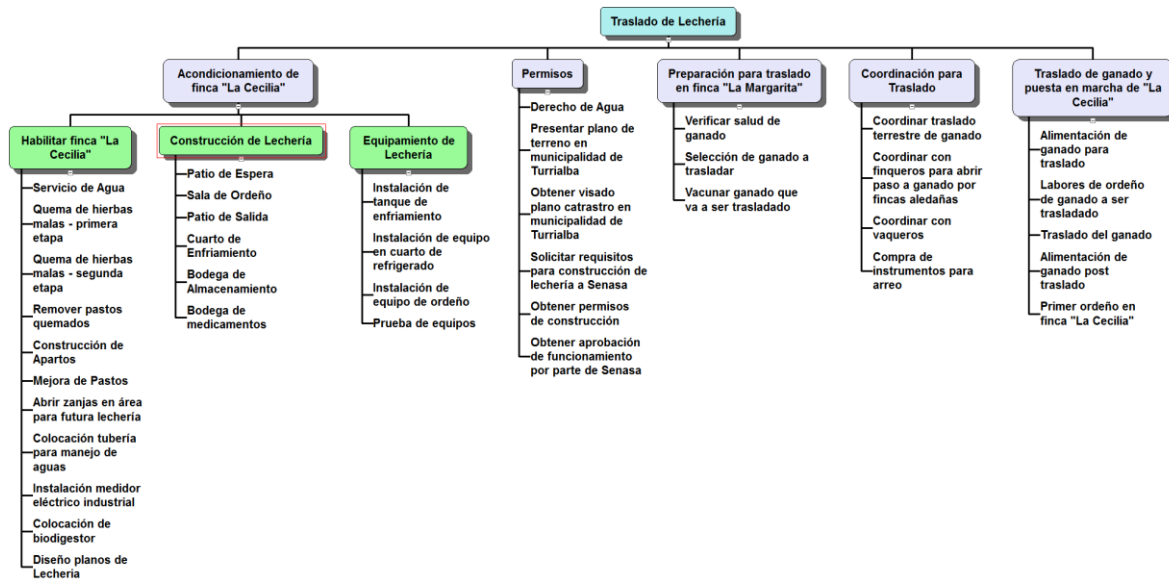 Traslado de Lechería
Acondicionamiento de
finca "La Cecilia"
Permisos
Preparación para traslado
en finca "La Margarita"
Coordinación para
Traslado
Traslado de ganado y
puesta en marcha de "La
Cecilia"
Habilitar finca "La
Cecilia"
Servicio de Agua
Quema de hierbas
malas - primera
etapa
Quema de hierbas
malas - segunda
etapa
Remover pastos
quemados
Construcción de
Apartos
Mejora de Pastos
Abrir zanjas en área
para futura lechería
Colocación tubería
para manejo de
aguas
Instalación medidor
eléctrico industrial
Colocación de
biodigestor
Diseño planos de
Lecheria
Construcción de Lechería
Patio de Espera
Sala de Ordeño
Patio de Salida
Cuarto de
Enfriamiento
Bodega de
Almacenamiento
Bodega de
medicamentos
Equipamiento de
Lechería
Instalación de
tanque de
enfriamiento
Instalación de equipo
en cuarto de
refrigerado
Instalación de
equipo de ordeño
Prueba de equipos
Derecho de Agua
Presentar plano de
terreno en
municipalidad de
Turrialba
Obtener visado
plano catrastro en
municipalidad de
Turrialba
Solicitar requisitos
para construcción de
lechería a Senasa
Obtener permisos
de construcción
Obtener aprobación
de funcionamiento
por parte de Senasa
Verificar salud de
ganado
Selección de ganado a
trasladar
Vacunar ganado que
va a ser trasladado
Coordinar traslado
terrestre de ganado
Coordinar con
finqueros para abrir
paso a ganado por
fincas aledañas
Coordinar con
vaqueros
Compra de
instrumentos para
arreo
Alimentación de
ganado para
traslado
Labores de ordeño
de ganado a ser
trasladado
Traslado del ganado
Alimentación de
ganado post
traslado
Primer ordeño en
finca "La Cecilia"